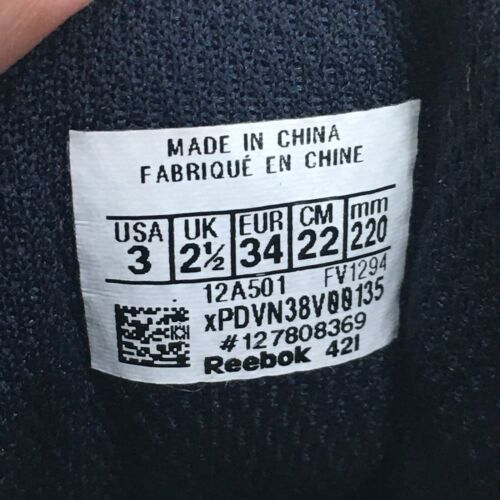 MADE IN CHINA
FABRIQUÉ EN CHINE
USA UK EUR CM mm
3 2½ 34 22 220
12A501 FV1294
xPDVN38V00135
#127808369
Reebok 42I